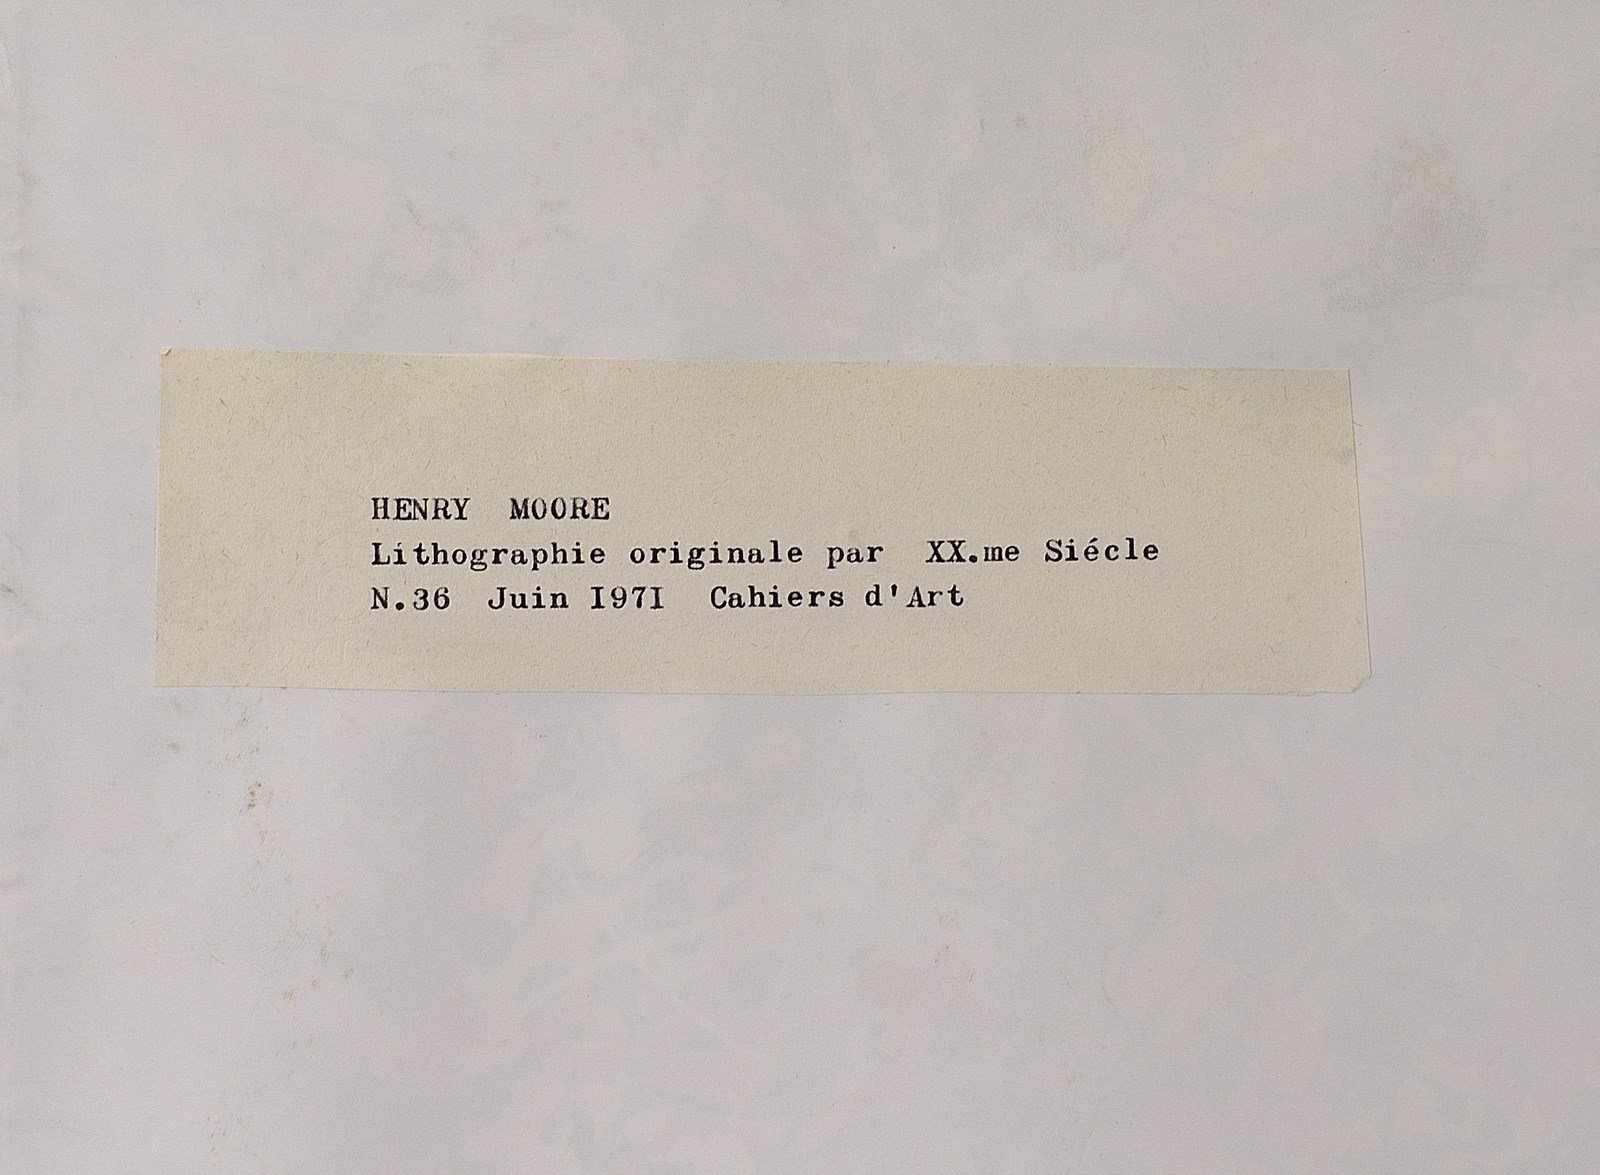 HENRY MOORE
Lithographie originale par XX.me Siécle
N.36 Juin I97I Cahiers d'Art